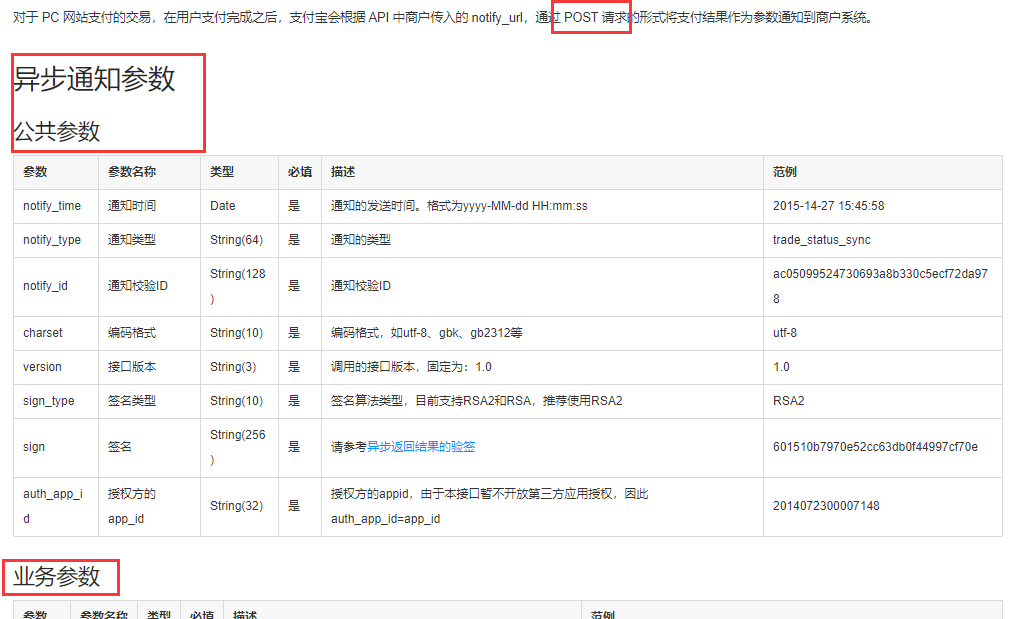 对于 PC 网站支付的交易，在用户支付完成之后，支付宝会根据 API 中商户传入的 notify_url，通过 POST 请求的形式将支付结果作为参数通知到商户系统。
异步通知参数
公共参数
参数 参数名称 类型 必填 描述 范例
notify_time 通知时间 Date 是 通知的发送时间。格式为yyyy-MM-dd HH:mm:ss 2015-14-27 15:45:58
notify_type 通知类型 String(64) 是 通知的类型 trade_status_sync
notify_id 通知校验ID String(128) 是 通知校验ID ac05099524730693a8b330c5ecf72da978
charset 编码格式 String(10) 是 编码格式，如utf-8、gbk、gb2312等 utf-8
version 接口版本 String(3) 是 调用的接口版本，固定为：1.0 1.0
sign_type 签名类型 String(10) 是 签名算法类型，目前支持RSA2和RSA，推荐使用RSA2 RSA2
sign 签名 String(256) 是 请参考异步返回结果的验签 601510b7970e52cc63db0f44997cf70e
auth_app_id 授权方的app_id String(32) 是 授权方的appid，由于本接口暂不开放第三方应用授权，因此auth_app_id=app_id 2014072300007148
业务参数
参数 参数名称 类型 必填 描述 范例